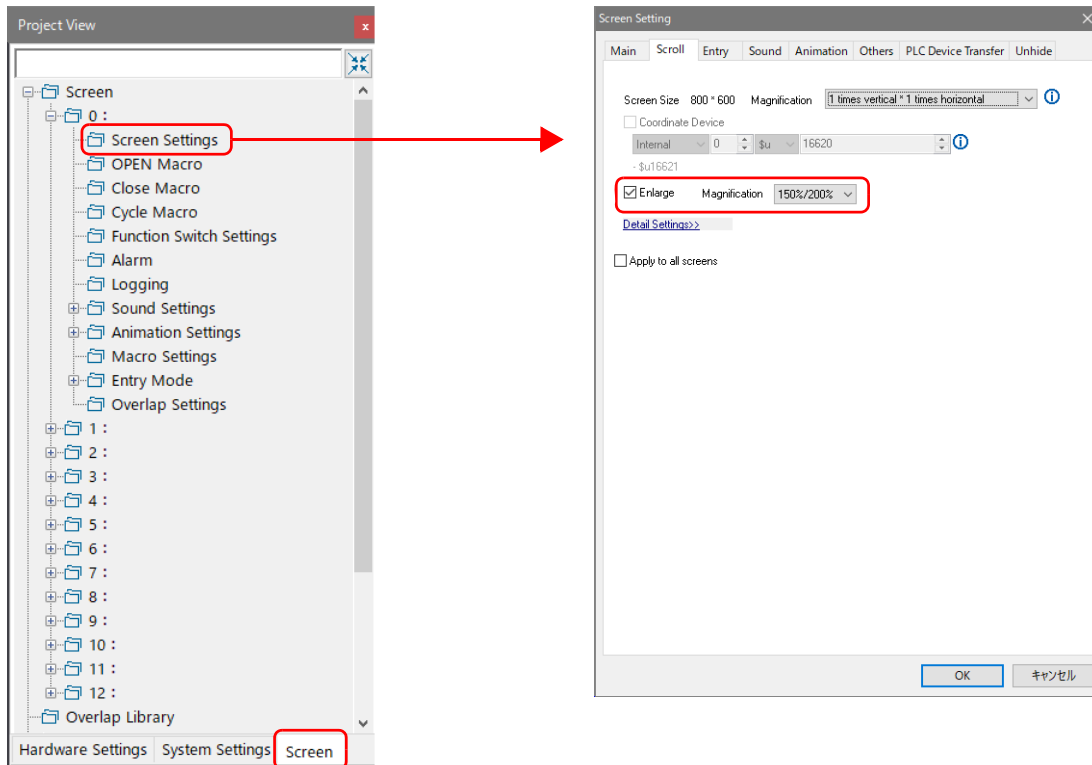 Project View
x
Screen
0 :
Screen Settings
OPEN Macro
Close Macro
Cycle Macro
Function Switch Settings
Alarm
Logging
Sound Settings
Animation Settings
Macro Settings
Entry Mode
Overlap Settings
1 :
2 :
3 :
4 :
5 :
6 :
7 :
8 :
9 :
10 :
11 :
12 :
Overlap Library
Hardware Settings System Settings Screen
Screen Setting
Main Scroll Entry Sound Animation Others PLC Device Transfer Unhide
Screen Size 800 * 600 Magnification 1 times vertical * 1 times horizontal
Coordinate Device
Internal 0 $u 16620
- $u16621
Enlarge Magnification 150%/200%
Detail Settings>>
Apply to all screens
OK キャンセル